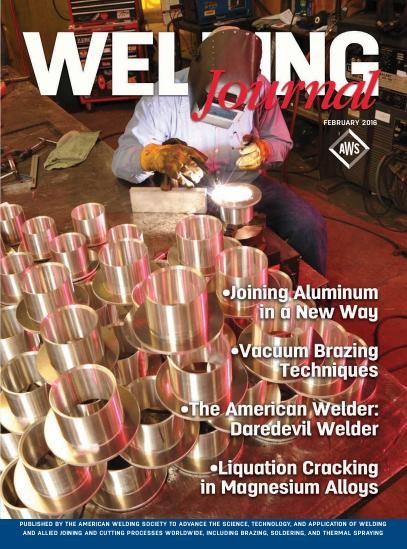 WELDING
Journal
FEBRUARY 2016
AWS
•Joining Aluminum
in a New Way
•Vacuum Brazing
Techniques
•The American Welder:
Daredevil Welder
•Liquation Cracking
in Magnesium Alloys
PUBLISHED BY THE AMERICAN WELDING SOCIETY TO ADVANCE THE SCIENCE, TECHNOLOGY, AND APPLICATION OF WELDING
AND ALLIED JOINING AND CUTTING PROCESSES WORLDWIDE, INCLUDING BRAZING, SOLDERING, AND THERMAL SPRAYING